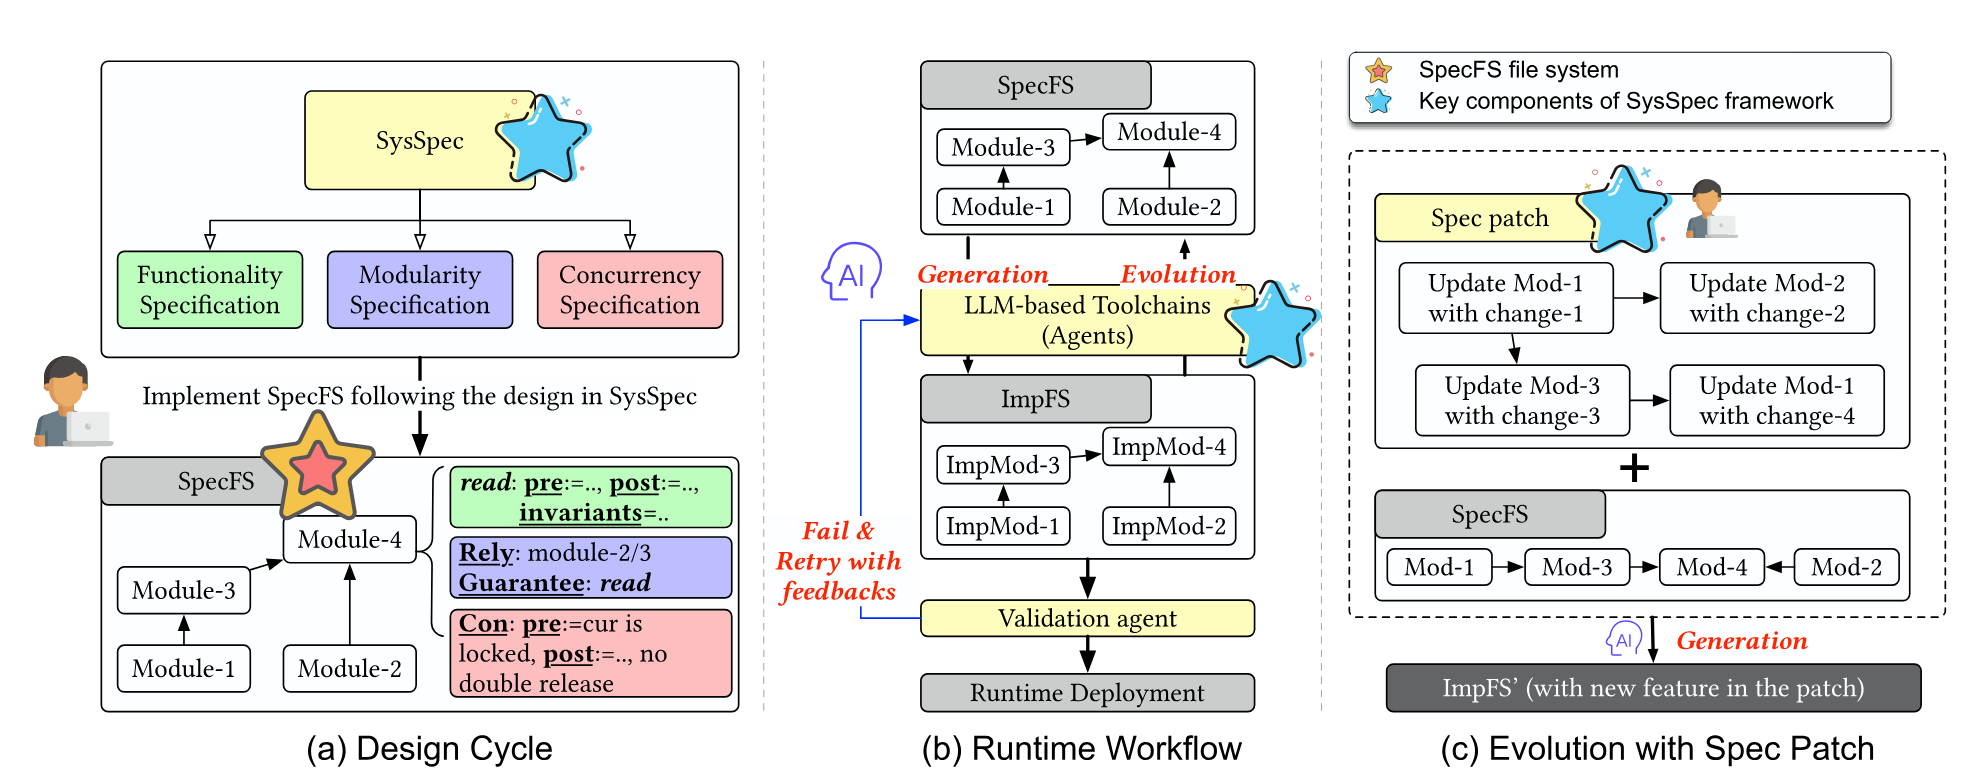 SysSpec
Functionality
Specification
Modularity
Specification
Concurrency
Specification
Implement SpecFS following the design in SysSpec
SpecFS
Module-4
Module-3
Module-1
Module-2
read: pre:=.., post:=..,
invariants=..
Rely: module-2/3
Guarantee: read
Con: pre:=cur is
locked, post:=.., no
double release
(a) Design Cycle
SpecFS
Module-3
Module-4
Module-1
Module-2
AI
Generation
Evolution
LLM-based Toolchains
(Agents)
ImpFS
ImpMod-3
ImpMod-4
ImpMod-1
ImpMod-2
Fail &
Retry with
feedbacks
Validation agent
Runtime Deployment
(b) Runtime Workflow
SpecFS file system
Key components of SysSpec framework
Spec patch
Update Mod-1
with change-1
Update Mod-2
with change-2
Update Mod-3
with change-3
Update Mod-1
with change-4
+
SpecFS
Mod-1
Mod-3
Mod-4
Mod-2
AI
Generation
ImpFS’ (with new feature in the patch)
(c) Evolution with Spec Patch